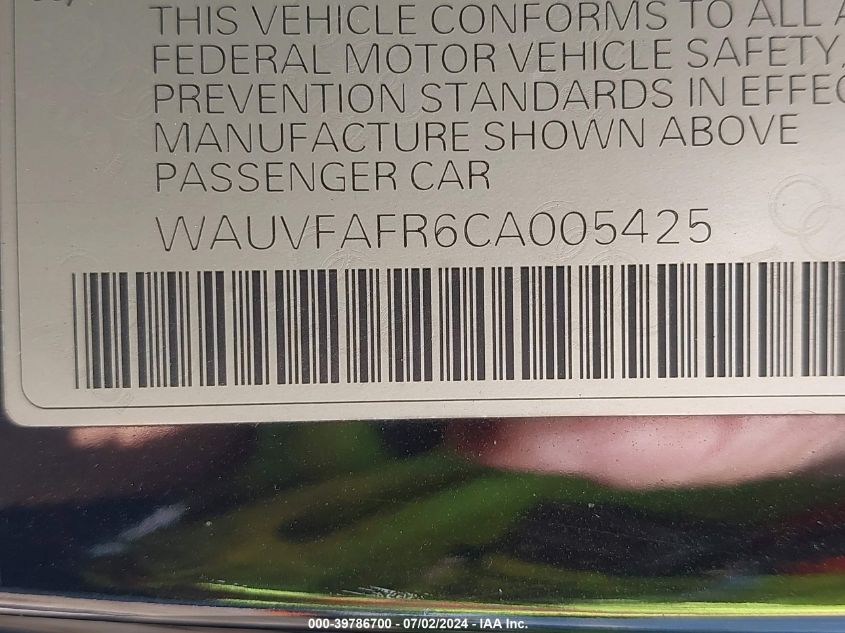 THIS VEHICLE CONFORMS TO ALL A
FEDERAL MOTOR VEHICLE SAFETY,
PREVENTION STANDARDS IN EFFEC
MANUFACTURE SHOWN ABOVE
PASSENGER CAR
WAUVFAFR6CA005425
000-39786700 - 07/02/2024 - IAA Inc.